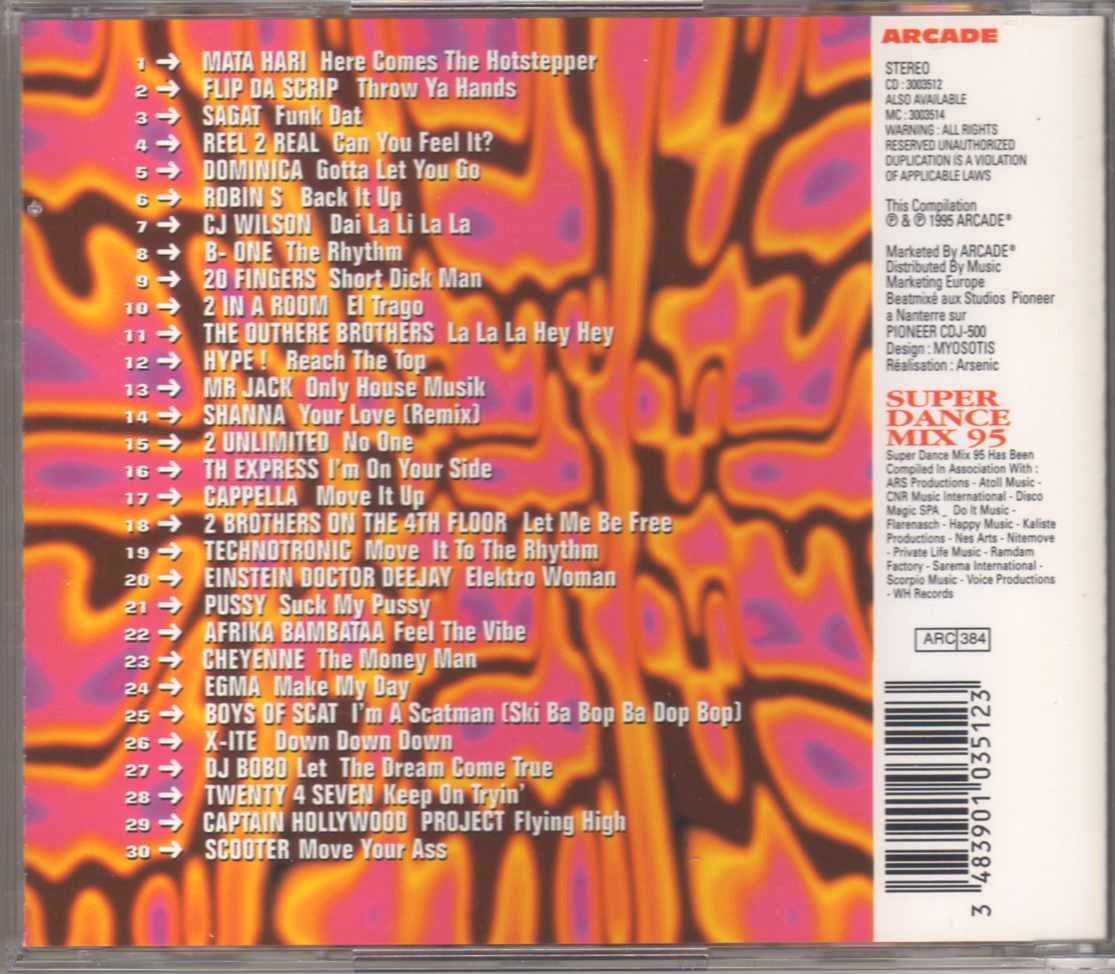 1 → MATA HARI Here Comes The Hotstepper
2 → FLIP DA SCRIP Throw Ya Hands
3 → SAGAT Funk Dat
4 → REEL 2 REAL Can You Feel It?
5 → DOMINICA Gotta Let You Go
6 → ROBIN S Back It Up
7 → CJ WILSON Dai La Li La La
8 → B- ONE The Rhythm
9 → 20 FINGERS Short Dick Man
10 → 2 IN A ROOM El Trago
11 → THE OUTHERE BROTHERS La La La Hey Hey
12 → HYPE ! Reach The Top
13 → MR JACK Only House Musik
14 → SHANNA Your Love (Remix)
15 → 2 UNLIMITED No One
16 → TH EXPRESS I'm On Your Side
17 → CAPPELLA Move It Up
18 → 2 BROTHERS ON THE 4TH FLOOR Let Me Be Free
19 → TECHNOTRONIC Move It To The Rhythm
20 → EINSTEIN DOCTOR DEEJAY Elektro Woman
21 → PUSSY Suck My Pussy
22 → AFRIKA BAMBATAA Feel The Vibe
23 → CHEYENNE The Money Man
24 → EGMA Make My Day
25 → BOYS OF SCAT I'm A Scatman (Ski Ba Bop Ba Dop Bop)
26 → X-ITE Down Down Down
27 → DJ BOBO Let The Dream Come True
28 → TWENTY 4 SEVEN Keep On Tryin'
29 → CAPTAIN HOLLYWOOD PROJECT Flying High
30 → SCOOTER Move Your Ass
ARCADE
STEREO
CD : 3003512
ALSO AVAILABLE
MC : 3003514
WARNING : ALL RIGHTS
RESERVED UNAUTHORIZED
DUPLICATION IS A VIOLATION
OF APPLICABLE LAWS
This Compilation
℗ & ℗ 1995 ARCADE®
Marketed By ARCADE®
Distributed By Music
Marketing Europe
Beatmixé aux Studios Pioneer
a Nanterre sur
PIONEER CDJ-500
Design : MYOSOTIS
Réalisation : Arsenic
SUPER
DANCE
MIX 95
Super Dance Mix 95 Has Been
Compiled In Association With :
ARS Productions - Atoll Music -
CNR Music International - Disco
Magic SPA _ Do It Music -
Flarenasch - Happy Music - Kaliste
Productions - Nes Arts - Nitemove
- Private Life Music - Ramdam
Factory - Sarema International -
Scorpio Music - Voice Productions
- WH Records
ARC 384
3 483901 035123